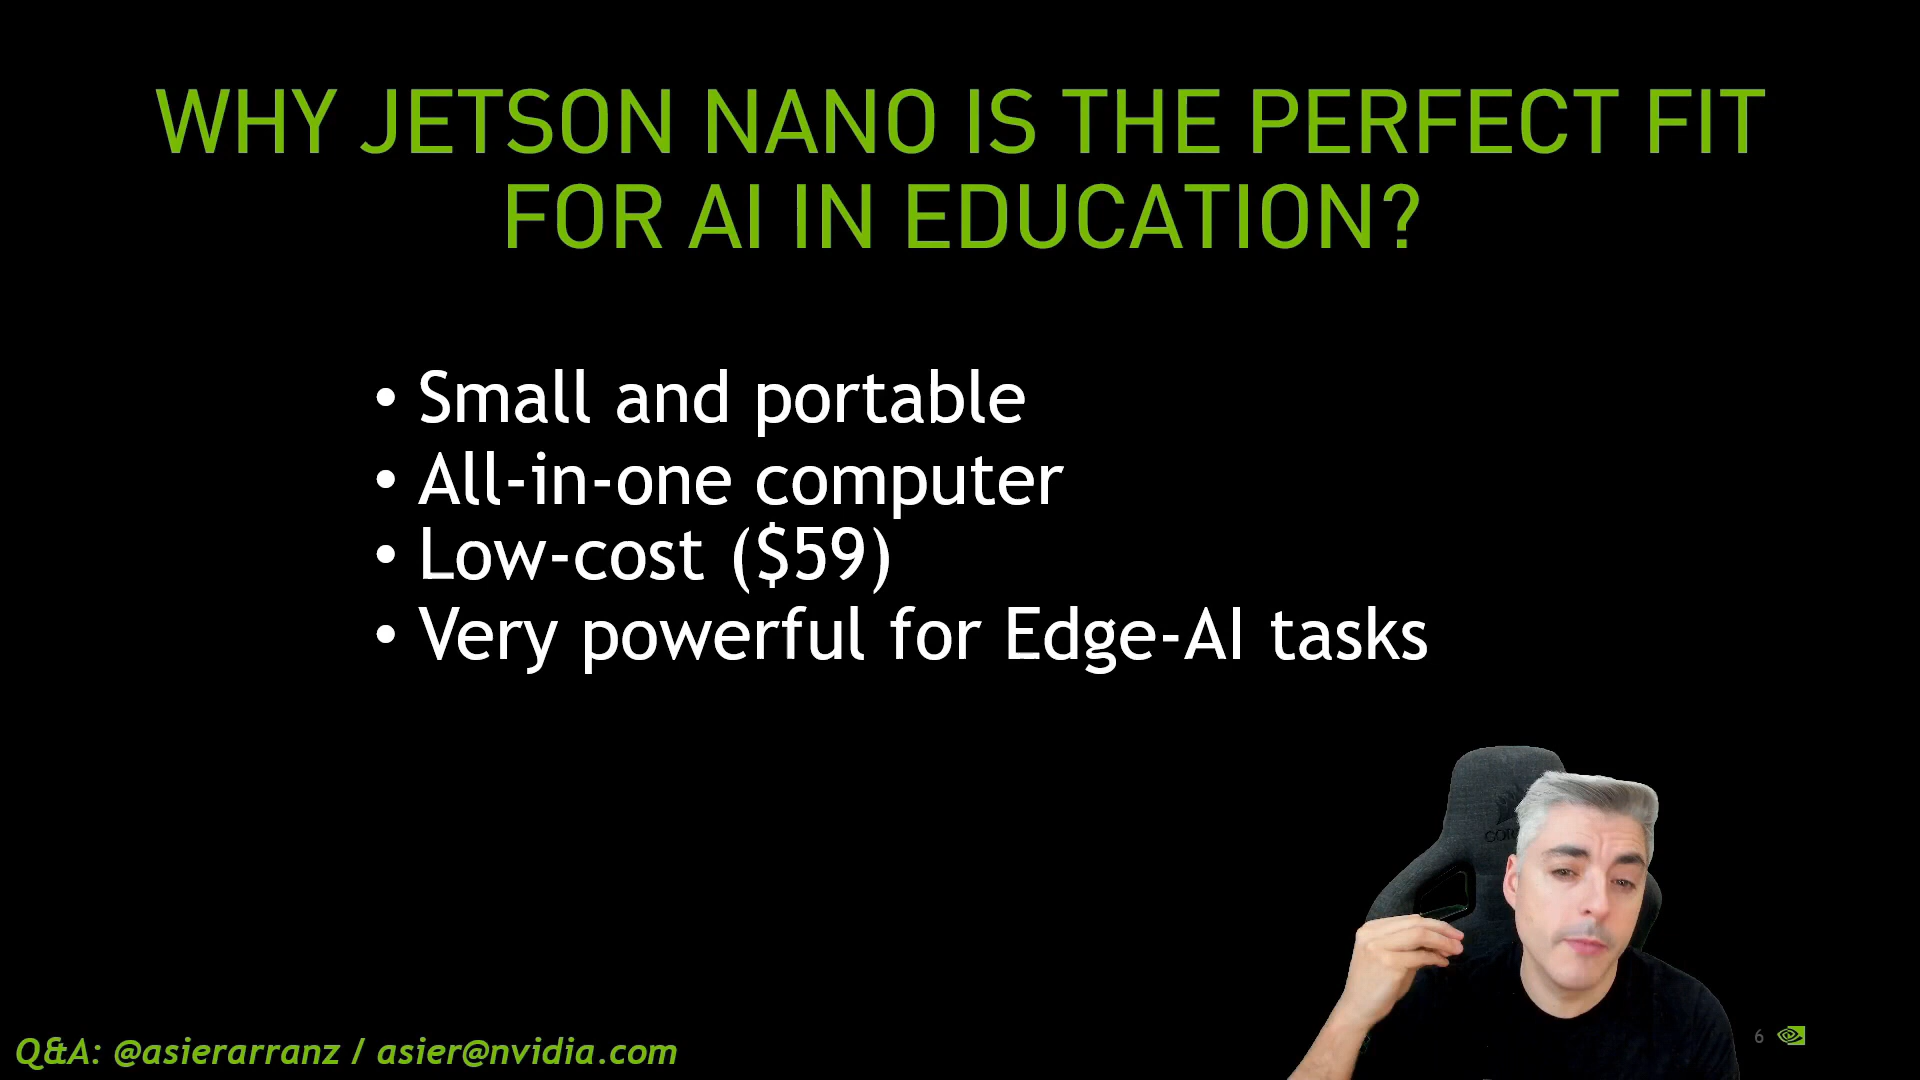 WHY JETSON NANO IS THE PERFECT FIT
FOR AI IN EDUCATION?
• Small and portable
• All-in-one computer
• Low-cost ($59)
• Very powerful for Edge-AI tasks
Q&A: @asierarranz / asier@nvidia.com
6